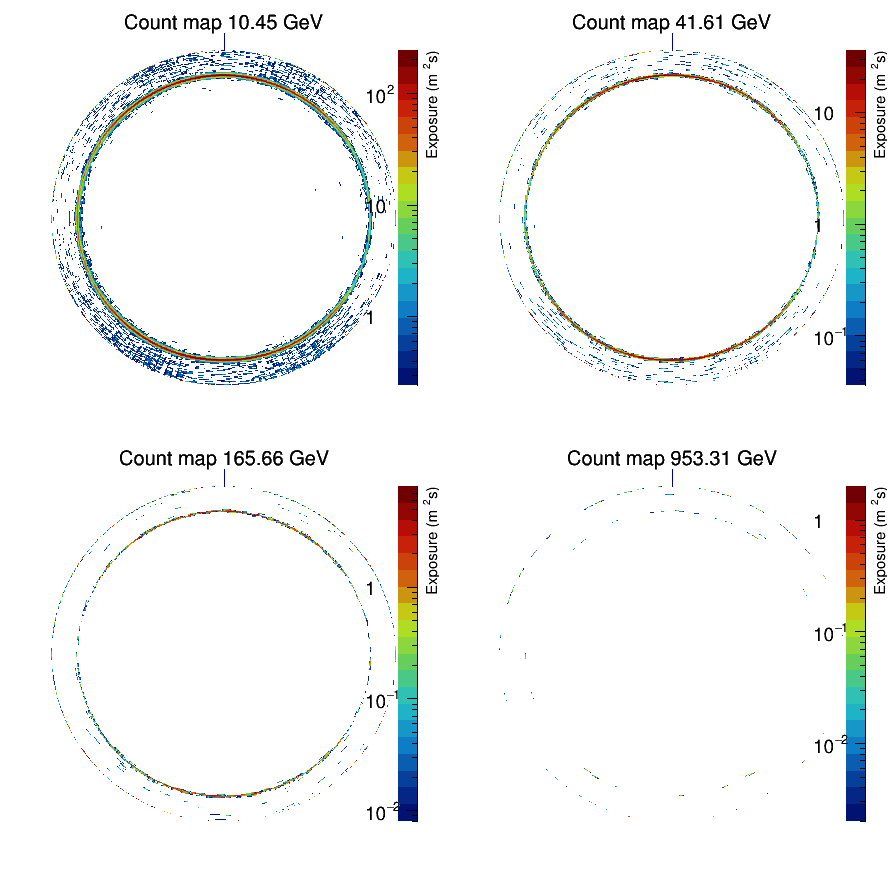 Count map 10.45 GeV
Exposure (m ²s)
10²
10
1
Count map 41.61 GeV
10
1
10⁻¹
Count map 165.66 GeV
Exposure (m ²s)
1
10⁻¹
10⁻²
Count map 953.31 GeV
Exposure (m ²s)
1
10⁻¹
10⁻²
Exposure (m ²s)